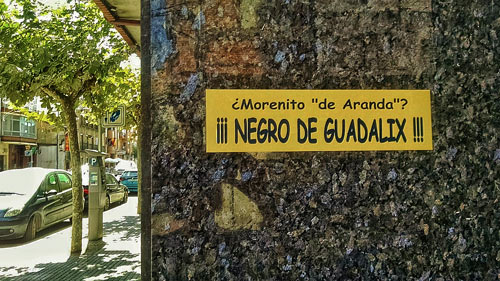 ¿Morenito "de Aranda"?
¡¡¡ NEGRO DE GUADALIX !!!